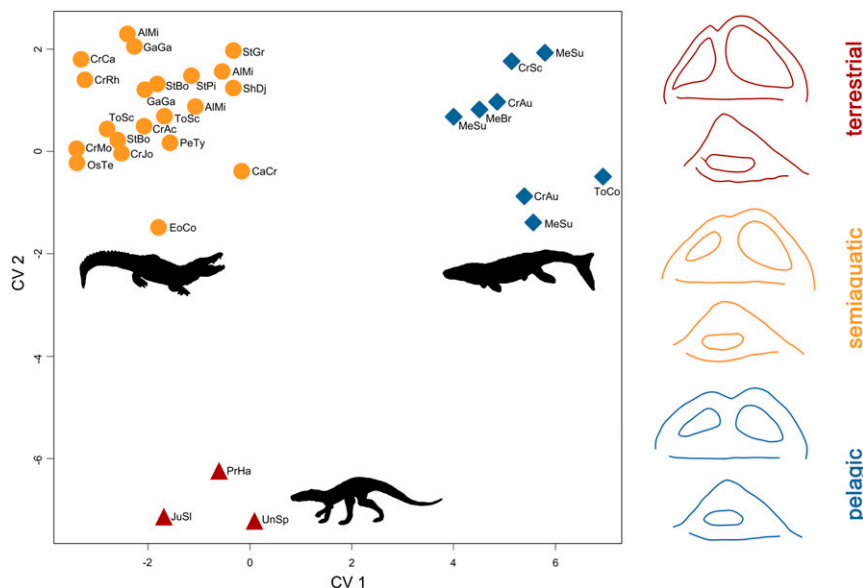 AlMi
GaGa
StGr
CrCa
CrRh
StBo
StPi
AlMi
ShDj
GaGa
AlMi
ToSc
ToSc
CrAc
StBo
PeTy
CrMo
CrJo
OsTe
CaCr
EoCo
MeSu
CrSc
CrAu
MeBr
MeSu
ToCo
CrAu
MeSu
PrHa
JuSl
UnSp
2
0
-2
-4
-6
CV 2
-2
0
2
4
6
CV 1
terrestrial
semiaquatic
pelagic